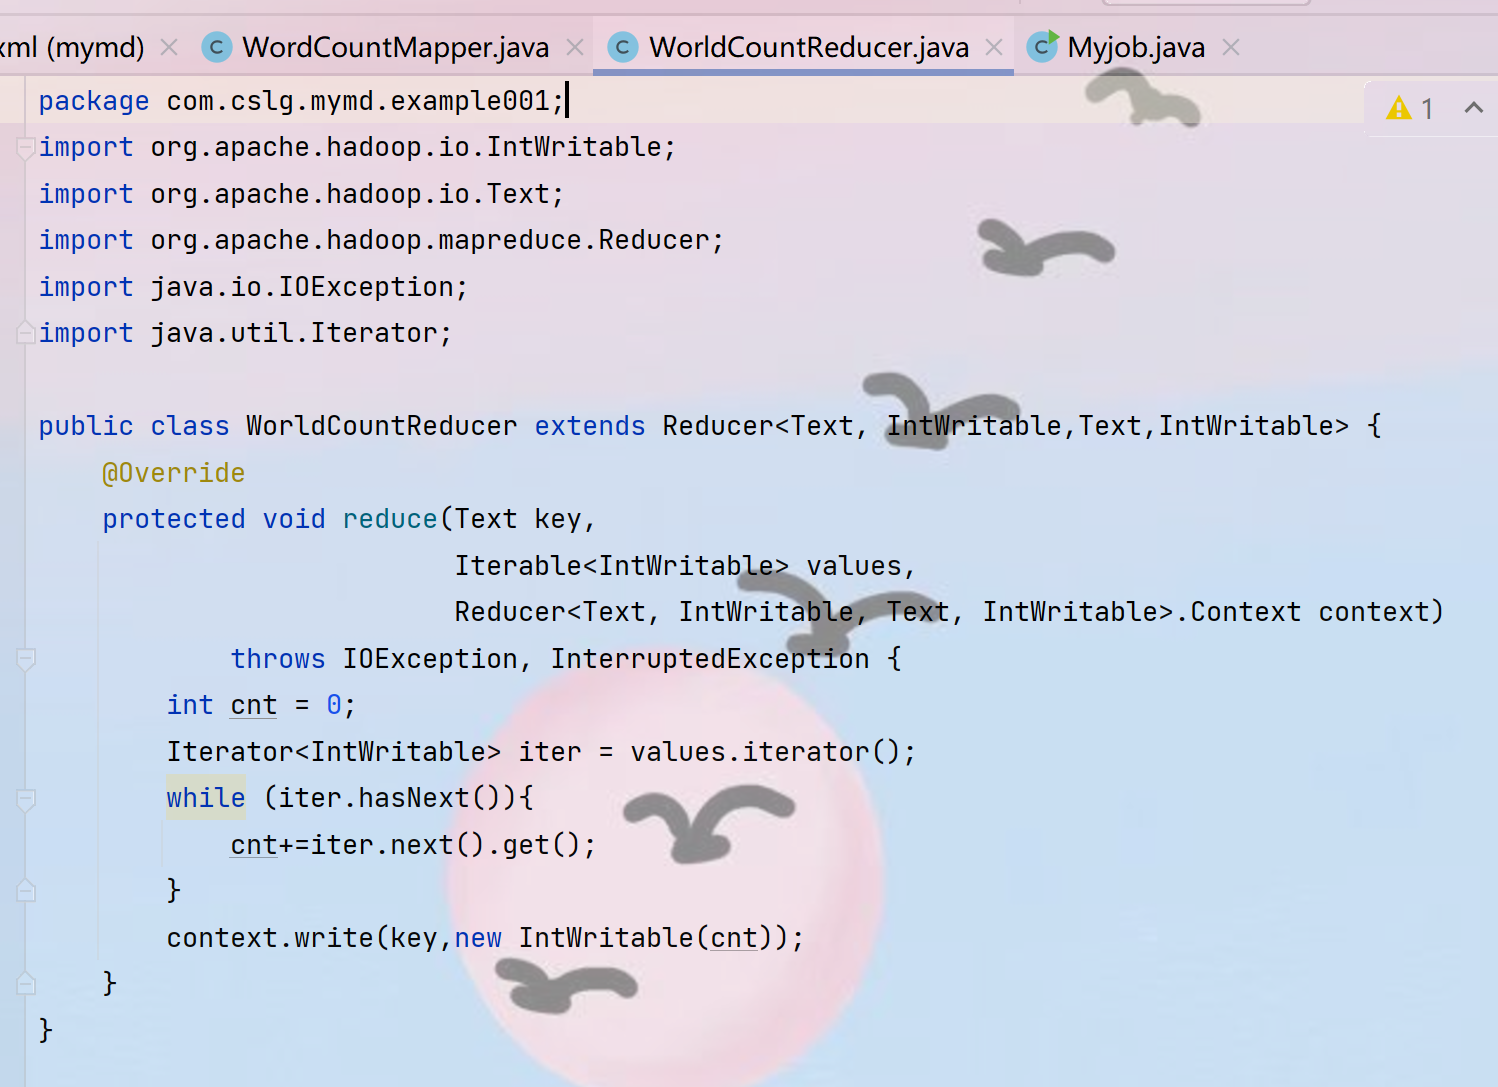 xml (mymd) WordCountMapper.java WorldCountReducer.java Myjob.java
package com.cslg.mymd.example001;
1
import org.apache.hadoop.io.IntWritable;
import org.apache.hadoop.io.Text;
import org.apache.hadoop.mapreduce.Reducer;
import java.io.IOException;
import java.util.Iterator;
public class WorldCountReducer extends Reducer<Text, IntWritable,Text,IntWritable> {
@Override
protected void reduce(Text key,
Iterable<IntWritable> values,
Reducer<Text, IntWritable, Text, IntWritable>.Context context)
throws IOException, InterruptedException {
int cnt = 0;
Iterator<IntWritable> iter = values.iterator();
while (iter.hasNext()){
cnt+=iter.next().get();
}
context.write(key,new IntWritable(cnt));
}
}